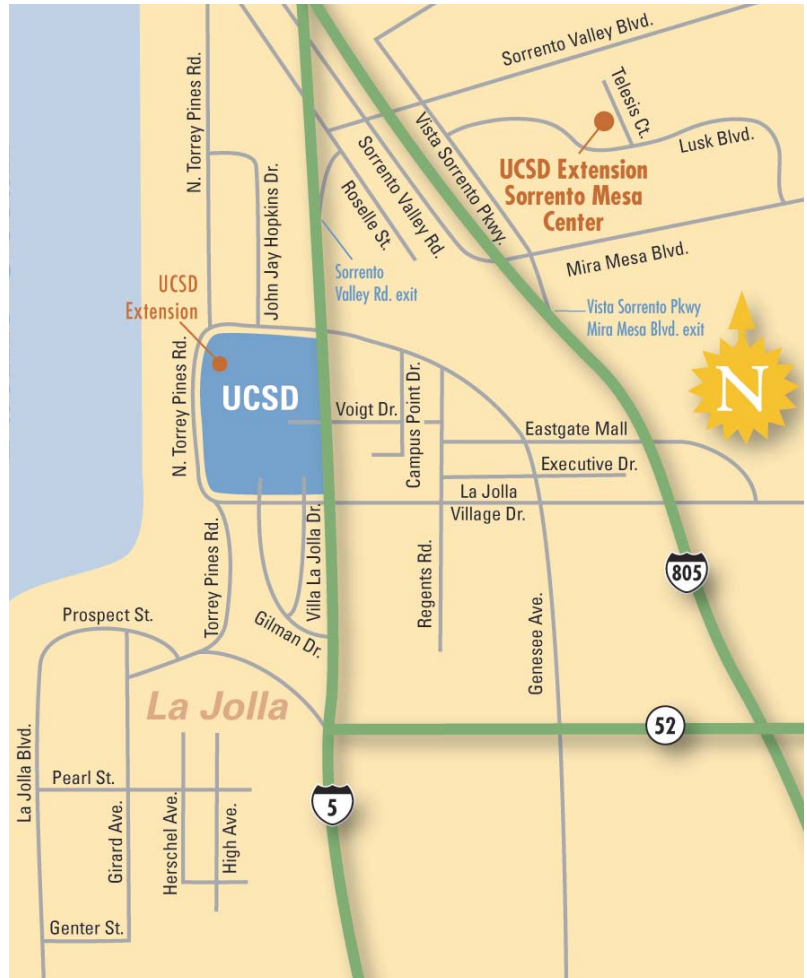 Sorrento Valley Blvd.
N. Torrey Pines Rd.
Telesis Ct.
Vista Sorrento Pkwy.
Lusk Blvd.
Sorrento Valley Rd.
UCSD Extension
Sorrento Mesa
Center
Roselle St.
John Jay Hopkins Dr.
Mira Mesa Blvd.
Sorrento
Valley Rd. exit
UCSD
Extension
Vista Sorrento Pkwy
Mira Mesa Blvd. exit
N
N. Torrey Pines Rd.
UCSD
Voigt Dr.
Campus Point Dr.
Eastgate Mall
Executive Dr.
La Jolla
Village Dr.
Villa La Jolla Dr.
Torrey Pines Rd.
Regents Rd.
805
Prospect St.
Gilman Dr.
Genesee Ave.
La Jolla
52
La Jolla Blvd.
Pearl St.
5
Girard Ave.
Herschel Ave.
High Ave.
Genter St.